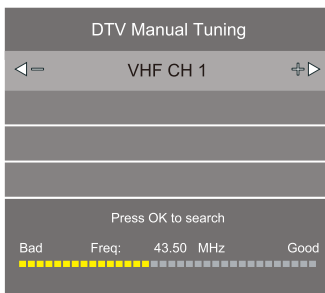 DTV Manual Tuning
VHF CH 1
Press OK to search
Bad Freq: 43.50 MHz Good